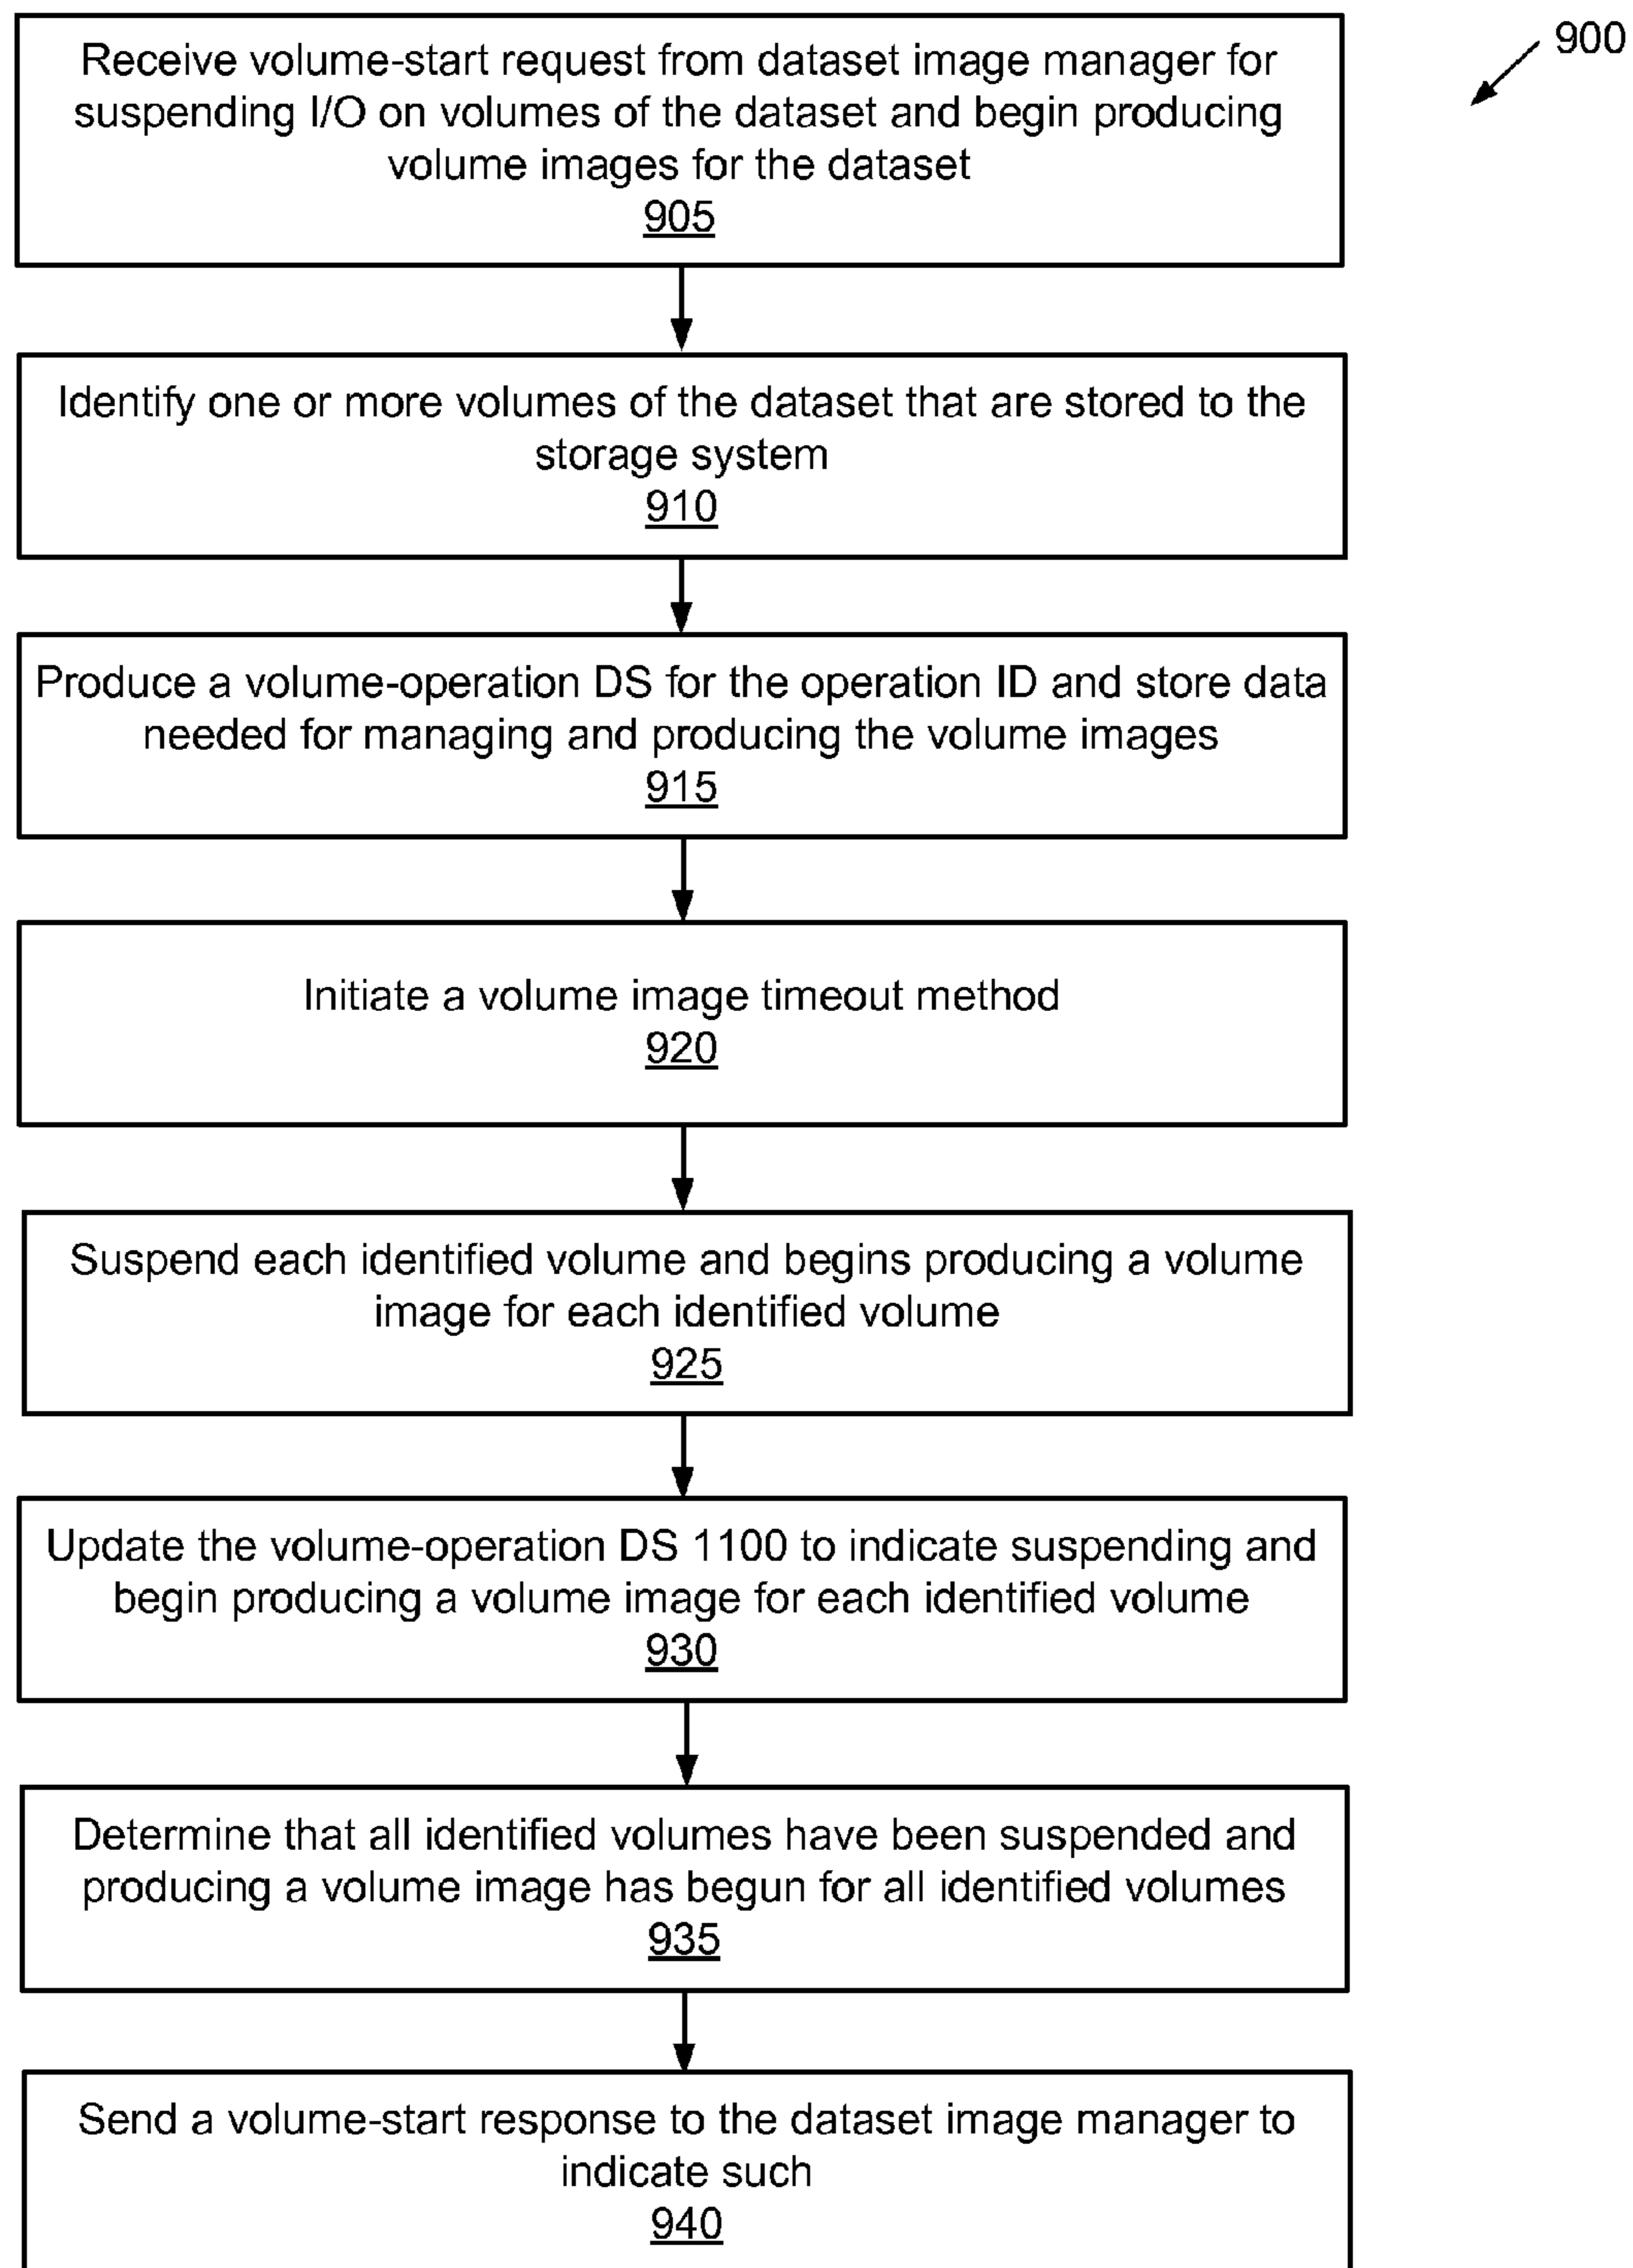 900
Receive volume-start request from dataset image manager for
suspending I/O on volumes of the dataset and begin producing
volume images for the dataset
905
Identify one or more volumes of the dataset that are stored to the
storage system
910
Produce a volume-operation DS for the operation ID and store data
needed for managing and producing the volume images
915
Initiate a volume image timeout method
920
Suspend each identified volume and begins producing a volume
image for each identified volume
925
Update the volume-operation DS 1100 to indicate suspending and
begin producing a volume image for each identified volume
930
Determine that all identified volumes have been suspended and
producing a volume image has begun for all identified volumes
935
Send a volume-start response to the dataset image manager to
indicate such
940